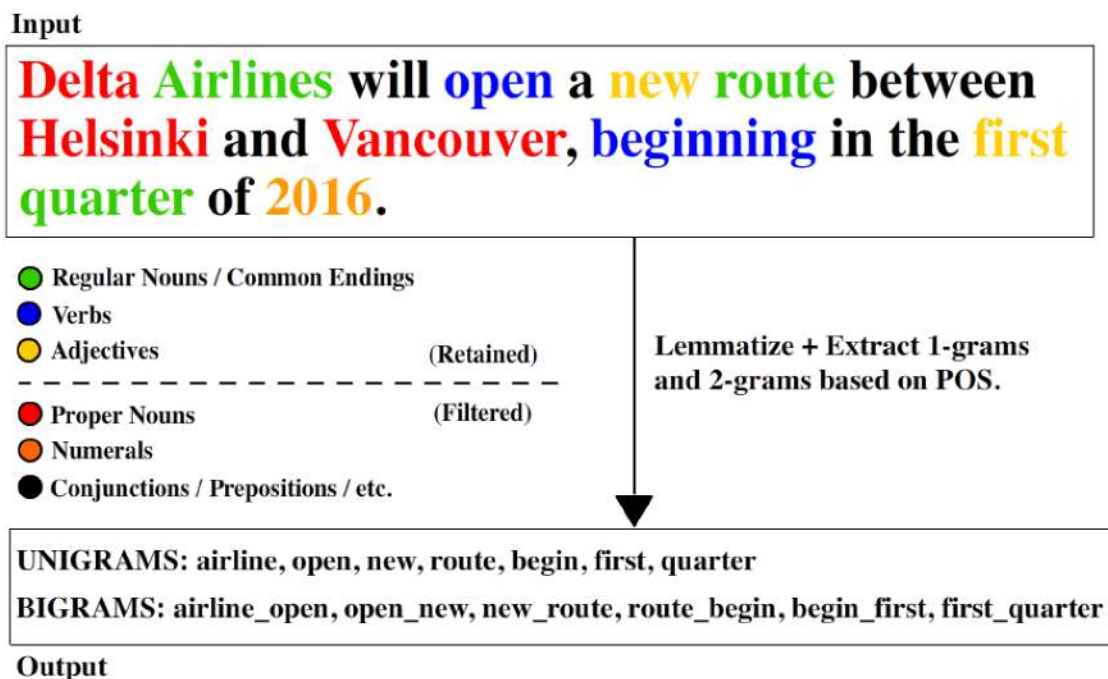 Input
Delta Airlines will open a new route between
Helsinki and Vancouver, beginning in the first
quarter of 2016.
Regular Nouns / Common Endings
Verbs
Adjectives (Retained)
Proper Nouns (Filtered)
Numerals
Conjunctions / Prepositions / etc.
Lemmatize + Extract 1-grams
and 2-grams based on POS.
UNIGRAMS: airline, open, new, route, begin, first, quarter
BIGRAMS: airline_open, open_new, new_route, route_begin, begin_first, first_quarter
Output